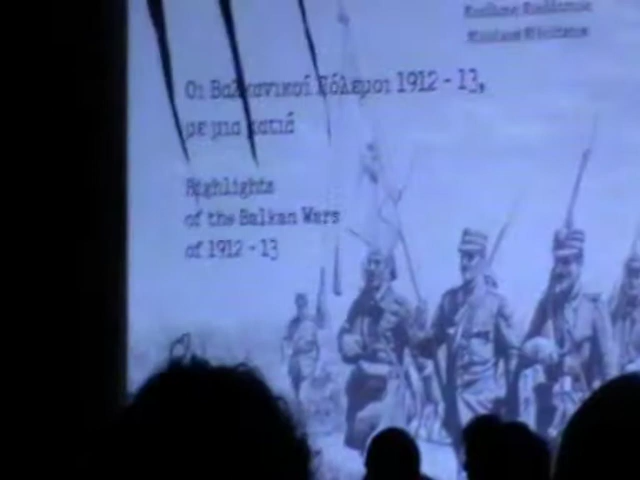 Οι Βαλκανικοί Πόλεμοι 1912 - 13,
με μια ματιά
Highlights
of the Balkan Wars
of 1912 - 13